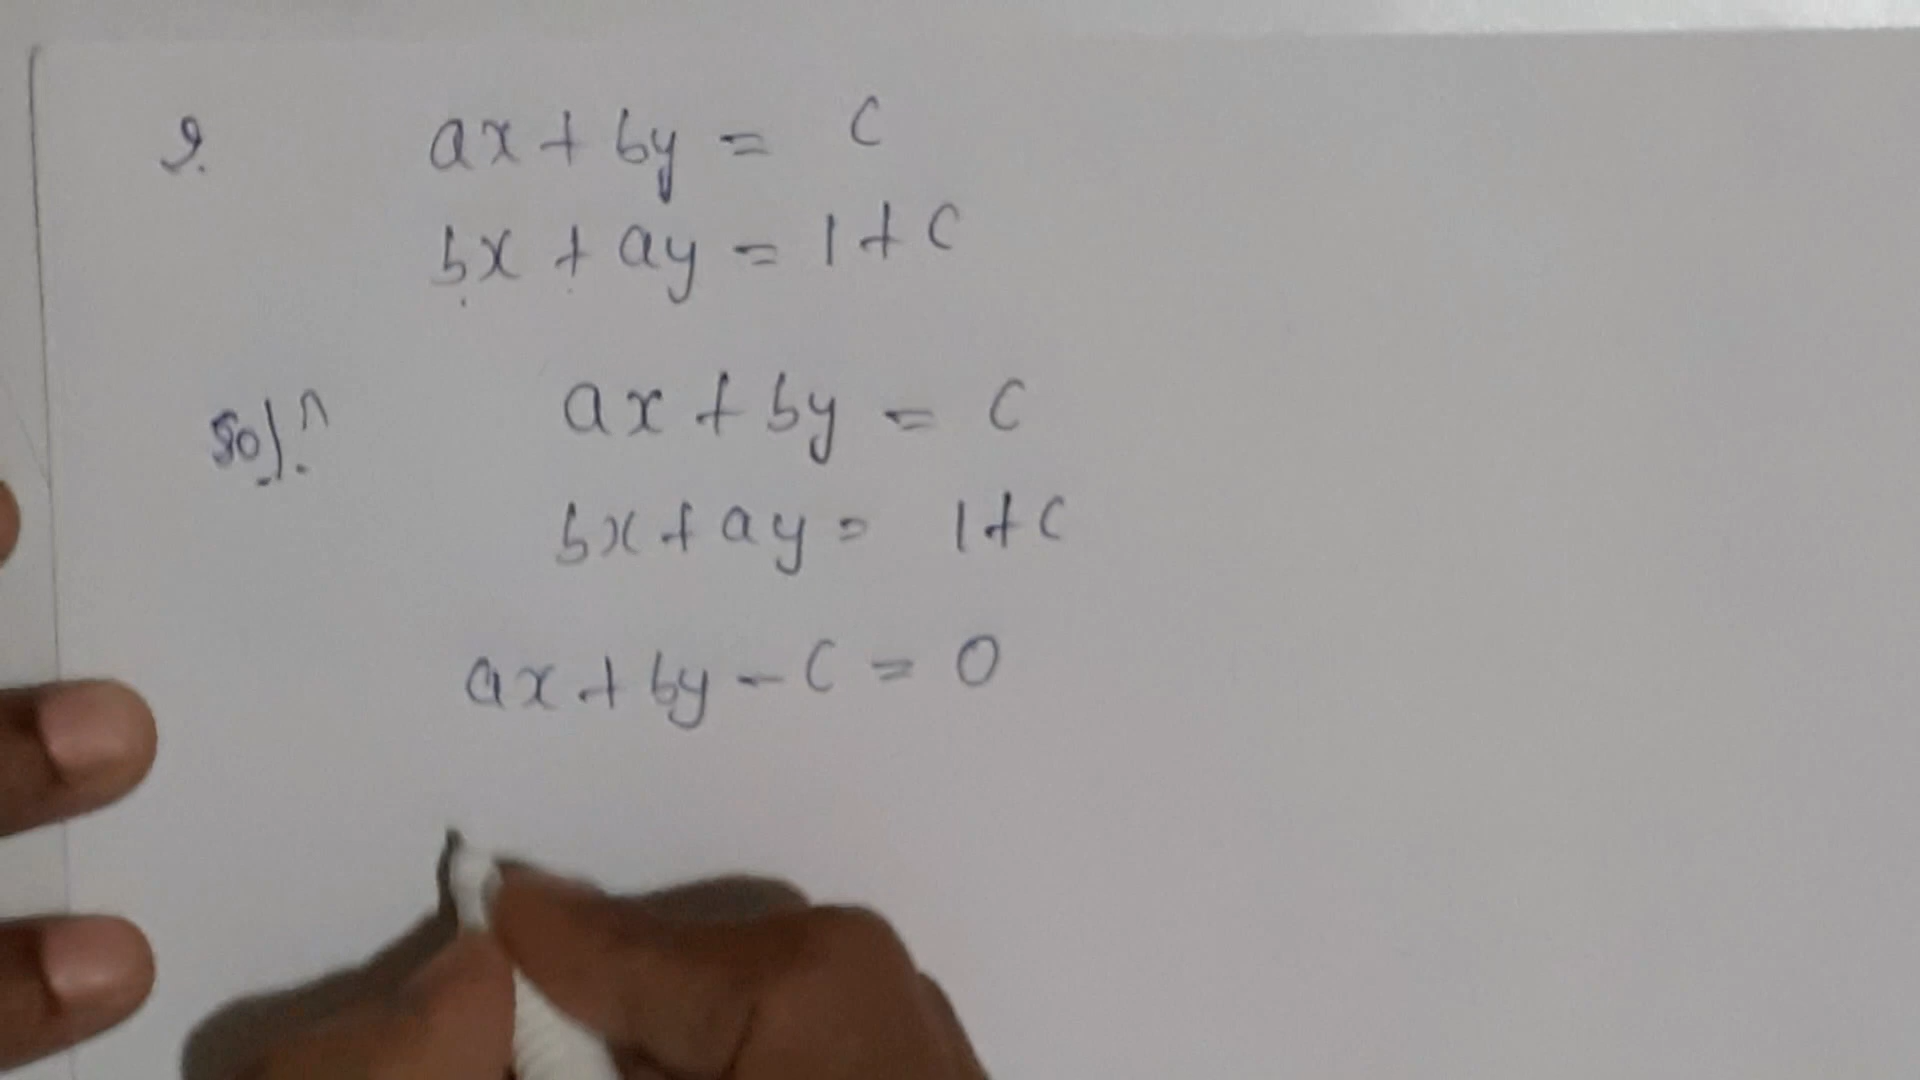 9. ax + by = c
bx + ay = 1 + c
Sol.n ax + by = c
bx + ay = 1 + c
ax + by - c = 0